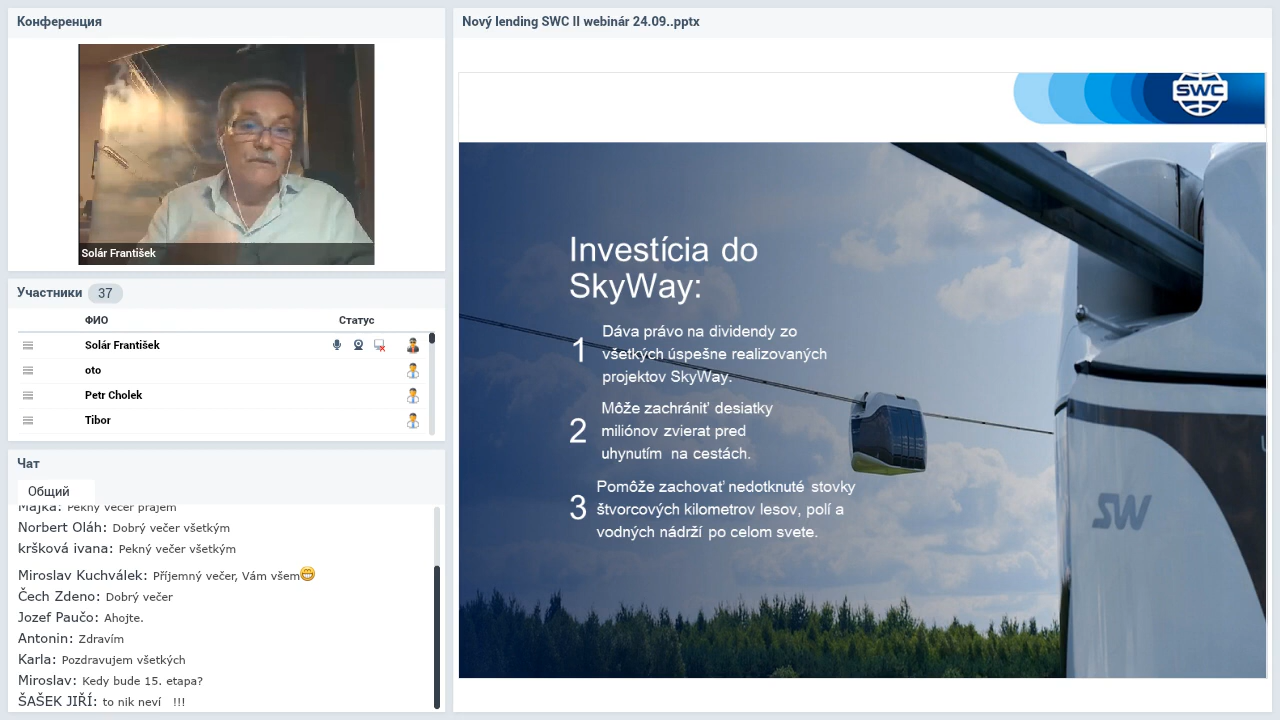 Конференция
Solár František
Участники 37
ФИО Статус
Solár František
oto
Petr Cholek
Tibor
Чат
Общий
Majka: Pekný večer prajem
Norbert Oláh: Dobrý večer všetkým
kršková ivana: Pekný večer všetkým
Miroslav Kuchválek: Příjemný večer, Vám všem
Čech Zdeno: Dobrý večer
Jozef Paučo: Ahojte.
Antonin: Zdravím
Karla: Pozdravujem všetkých
Miroslav: Kedy bude 15. etapa?
ŠAŠEK JIŘÍ: to nik neví !!!
Nový lending SWC II webinár 24.09..pptx
SWC
Investícia do
SkyWay:
1 Dáva právo na dividendy zo
všetkých úspešne realizovaných
projektov SkyWay.
2 Môže zachrániť desiatky
miliónov zvierat pred
uhynutím na cestách.
3 Pomôže zachovať nedotknuté stovky
štvorcových kilometrov lesov, polí a
vodných nádrží po celom svete.
SW